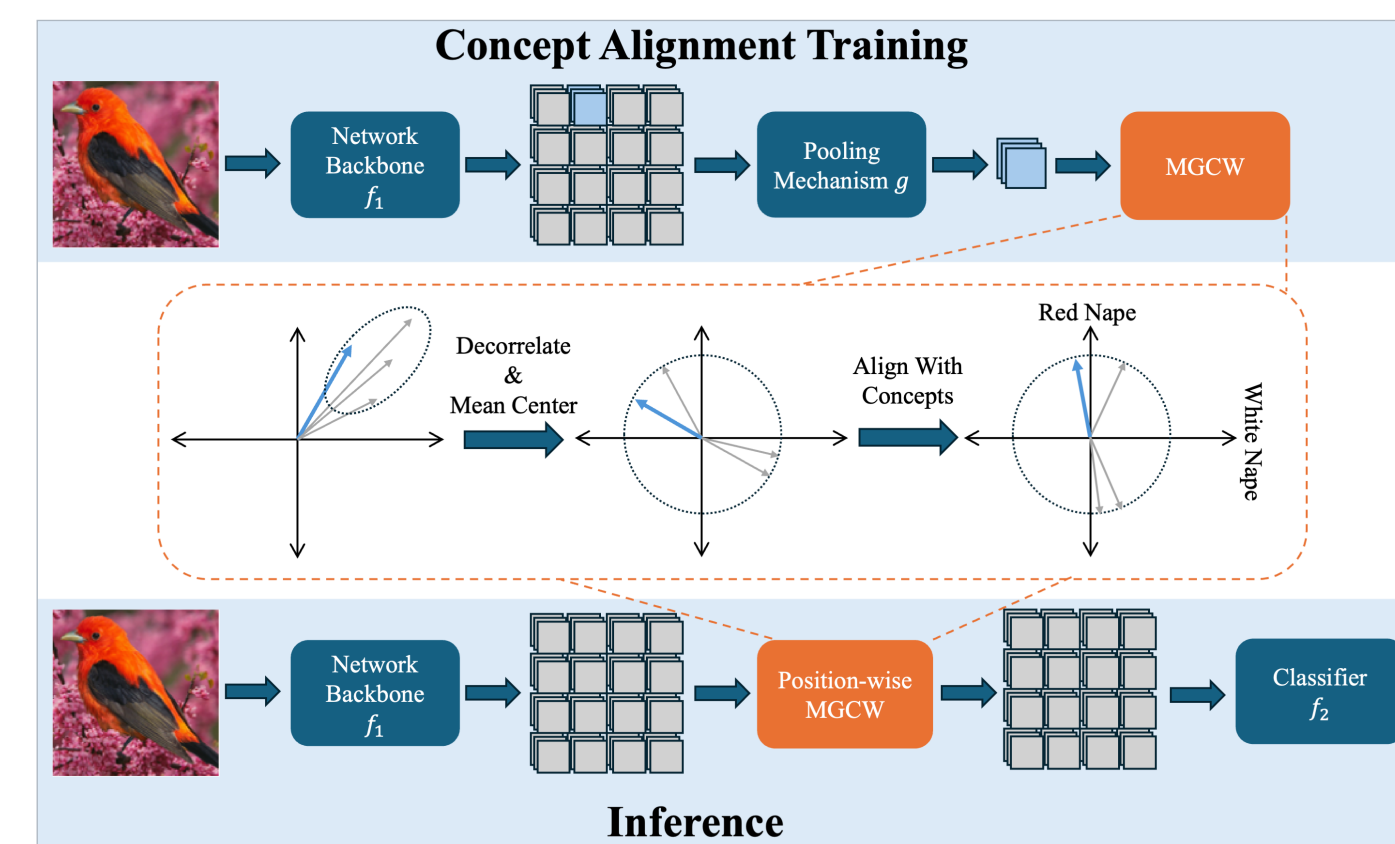 Concept Alignment Training
Network
Backbone
f₁
Pooling
Mechanism g
MGCW
Decorrelate
&
Mean Center
Align With
Concepts
Red Nape
White Nape
Network
Backbone
f₁
Position-wise
MGCW
Classifier
f₂
Inference